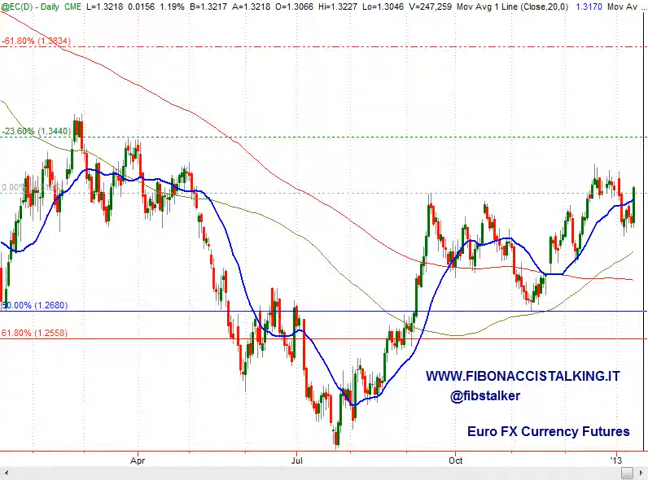 @EC(D) - Daily CME L=1.3218 0.0156 1.19% B=1.3217 A=1.3218 O=1.3066 Hi=1.3227 Lo=1.3046 V=247,259 Mov Avg 1 Line (Close,20,0) 1.3170 Mov Av ...
-61.80% (1.3834)
-23.60% (1.3440)
0.00%
50.00% (1.2680)
61.80% (1.2558)
WWW.FIBONACCISTALKING.IT
@fibstalker
Euro FX Currency Futures
Apr Jul Oct '13